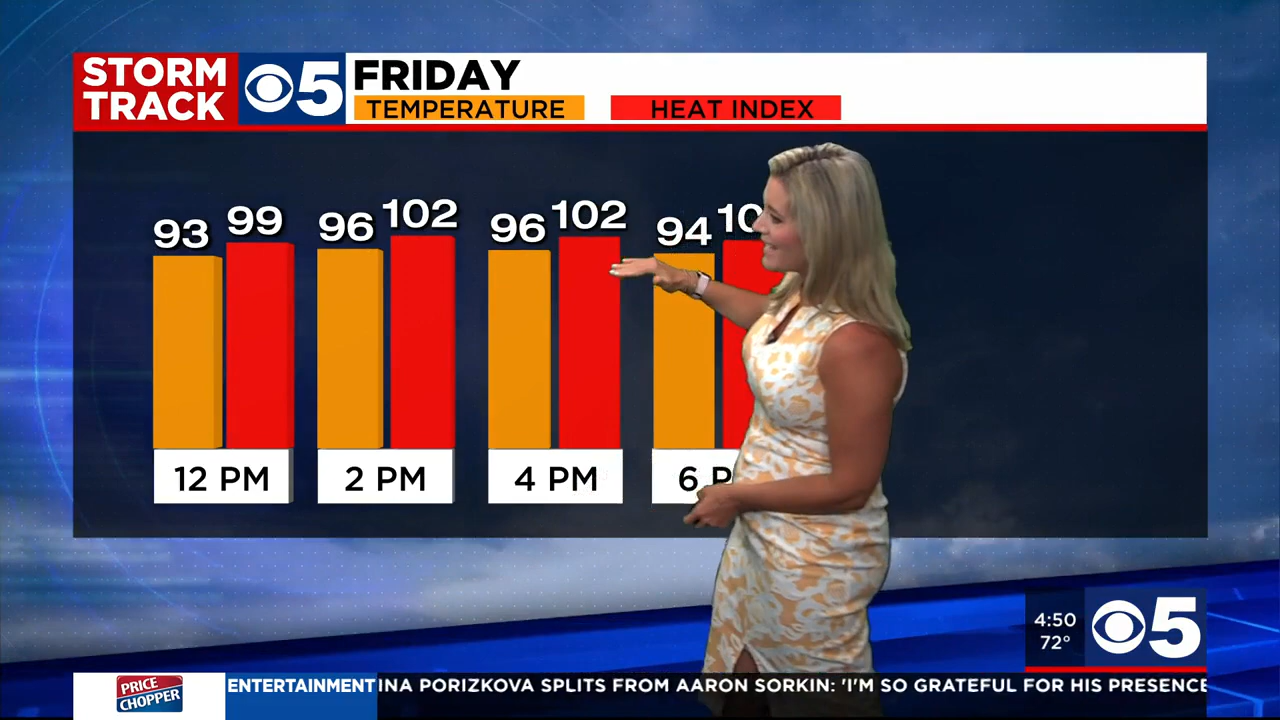 STORM
TRACK
5
FRIDAY
TEMPERATURE
HEAT INDEX
93 99 96 102 96 102 94
12 PM 2 PM 4 PM 6
4:50
72°
5
PRICE
CHOPPER
ENTERTAINMENT INA PORIZKOVA SPLITS FROM AARON SORKIN: 'I'M SO GRATEFUL FOR HIS PRESENCE